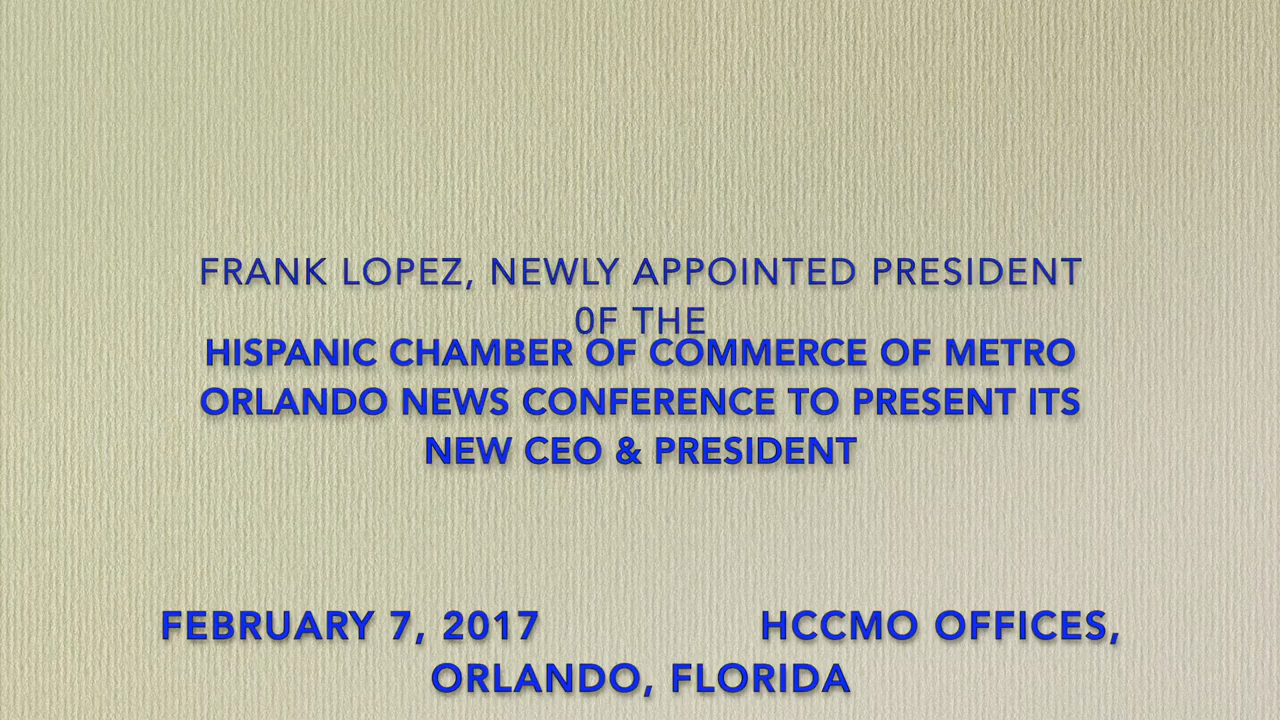 FRANK LOPEZ, NEWLY APPOINTED PRESIDENT
0F THE
HISPANIC CHAMBER OF COMMERCE OF METRO
ORLANDO NEWS CONFERENCE TO PRESENT ITS
NEW CEO & PRESIDENT
FEBRUARY 7, 2017 HCCMO OFFICES,
ORLANDO, FLORIDA